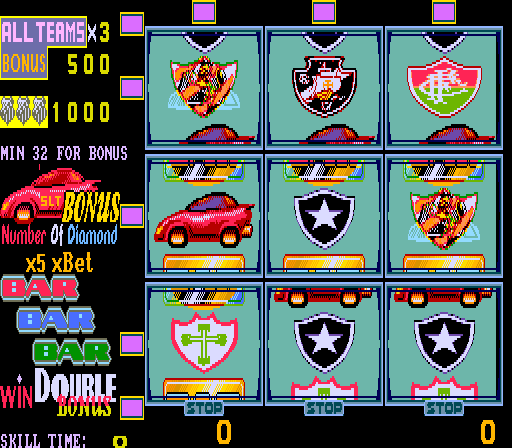 ALL TEAMS x3
BONUS 500
1000
MIN 32 FOR BONUS
SLT BONUS
Number Of Diamond
x5 xBet
BAR
BAR
BAR
WIN DOUBLE
BONUS
STOP STOP STOP
SKILL TIME: 0 0 0